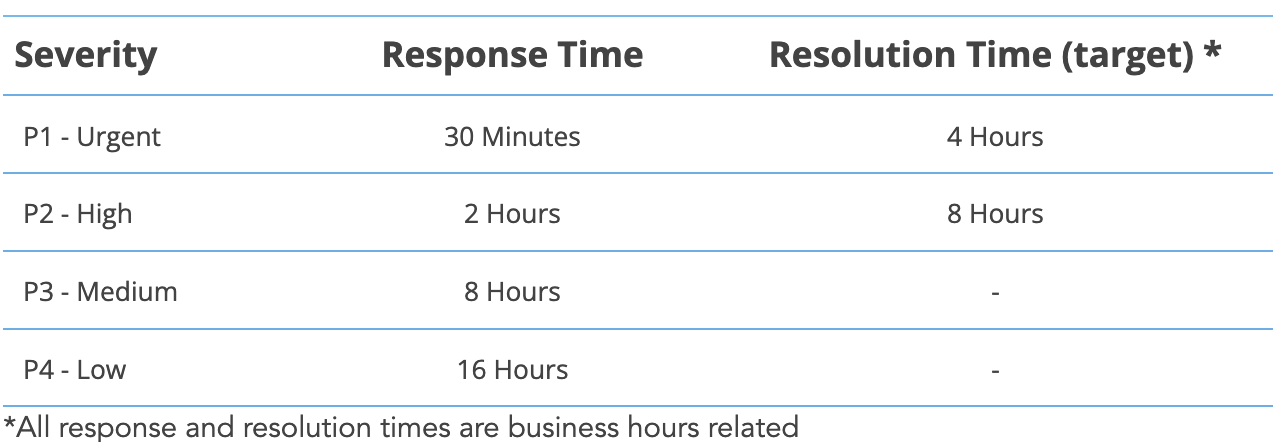 Severity Response Time Resolution Time (target) *
P1 - Urgent 30 Minutes 4 Hours
P2 - High 2 Hours 8 Hours
P3 - Medium 8 Hours -
P4 - Low 16 Hours -
*All response and resolution times are business hours related